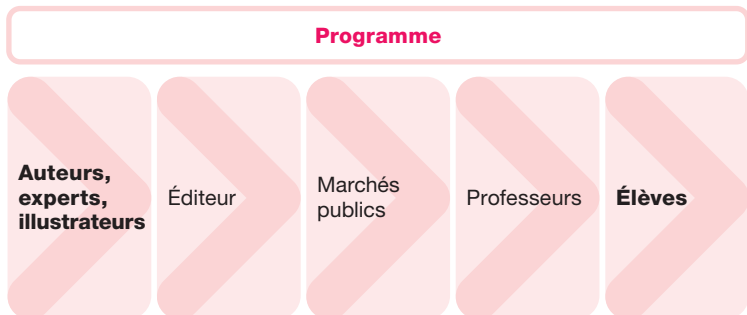 Programme
Auteurs,
experts,
illustrateurs
Éditeur
Marchés
publics
Professeurs
Élèves